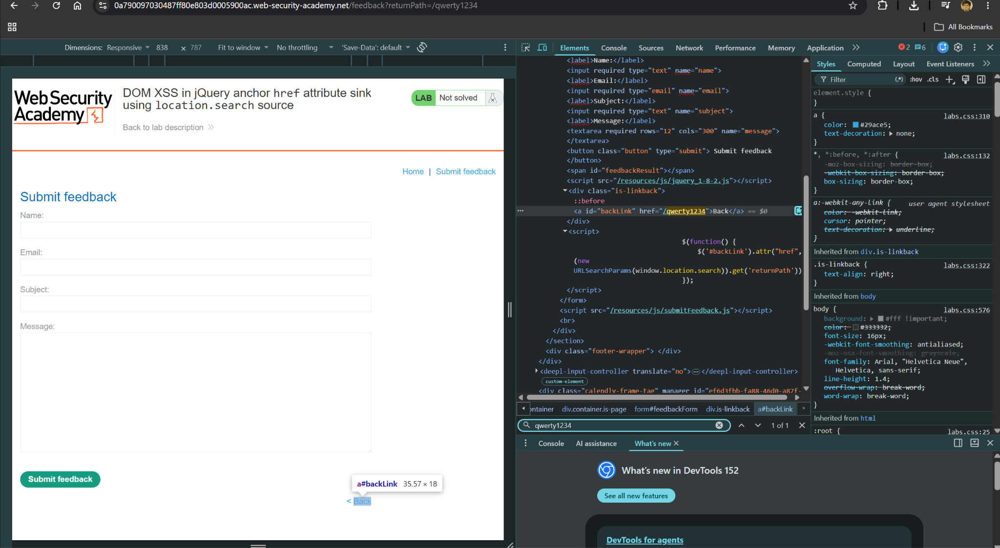 0a790097030487ff80e803d0005900ac.web-security-academy.net/feedback?returnPath=/qwerty1234
All Bookmarks
Dimensions: Responsive 838 x 787 Fit to window No throttling 'Save-Data': default
Web Security
Academy
DOM XSS in jQuery anchor href attribute sink
using location.search source
Back to lab description
LAB Not solved
Home | Submit feedback
Submit feedback
Name:
Email:
Subject:
Message:
Submit feedback
a#backLink 35.57 × 18
< Back
Elements Console Sources Network Performance Memory Application 2 6
<label>Name:</label>
<input required type="text" name="name">
<label>Email:</label>
<input required type="email" name="email">
<label>Subject:</label>
<input required type="text" name="subject">
<label>Message:</label>
<textarea required rows="12" cols="300" name="message">
</textarea>
<button class="button" type="submit"> Submit feedback
</button>
<span id="feedbackResult"></span>
<script src="/resources/js/jquery_1-8-2.js"></script>
<div class="is-linkback">
::before
<a id="backLink" href="/qwerty1234">Back</a> == $0
</div>
<script>
$(function() {
$('#backLink').attr("href",
(new
URLSearchParams(window.location.search)).get('returnPath'))
});
</script>
</form>
<script src="/resources/js/submitFeedback.js"></script>
<br>
</div>
</section>
<div class="footer-wrapper"> </div>
</div>
<deepl-input-controller translate="no">…</deepl-input-controller>
custom-element
<div class="calendly-frame-tag" manager_id="ef6d3fbb-fa88-46d0-a87f-
ontainer div.container.is-page form#feedbackForm div.is-linkback a#backLink
qwerty1234 1 of 1
Styles Computed Layout Event Listeners
Filter (.*) :hov .cls
element.style {
}
a { labs.css:310
color: #29ace5;
text-decoration: none;
}
*, *:before, *:after { labs.css:132
-moz-box-sizing: border-box;
-webkit-box-sizing: border-box;
box-sizing: border-box;
}
a:-webkit-any-link { user agent stylesheet
color: -webkit-link;
cursor: pointer;
text-decoration: underline;
}
Inherited from div.is-linkback
.is-linkback { labs.css:322
text-align: right;
}
Inherited from body
body { labs.css:576
background: #fff !important;
color: #333332;
font-size: 16px;
-webkit-font-smoothing: antialiased;
-moz-osx-font-smoothing: grayscale;
font-family: Arial, "Helvetica Neue",
Helvetica, sans-serif;
line-height: 1.4;
overflow-wrap: break-word;
word-wrap: break-word;
}
Inherited from html
:root { labs.css:25
Console AI assistance What's new
What's new in DevTools 152
See all new features
DevTools for agents